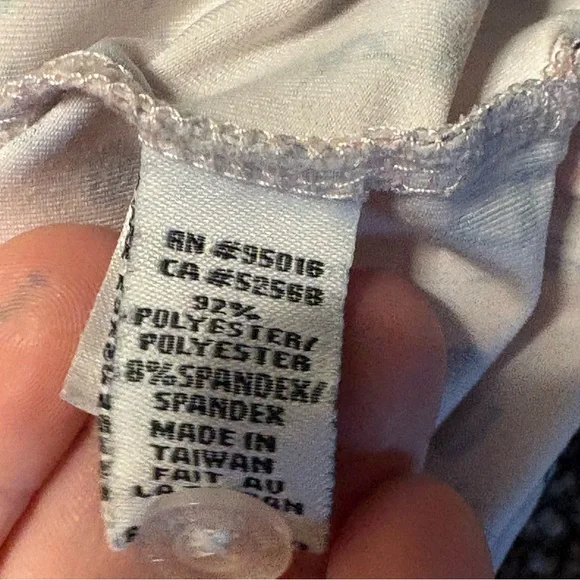 RN #95016
CA #52568
92%
POLYESTER/
POLYESTER
8%SPANDEX/
SPANDEX
MADE IN
TAIWAN
FAIT AU